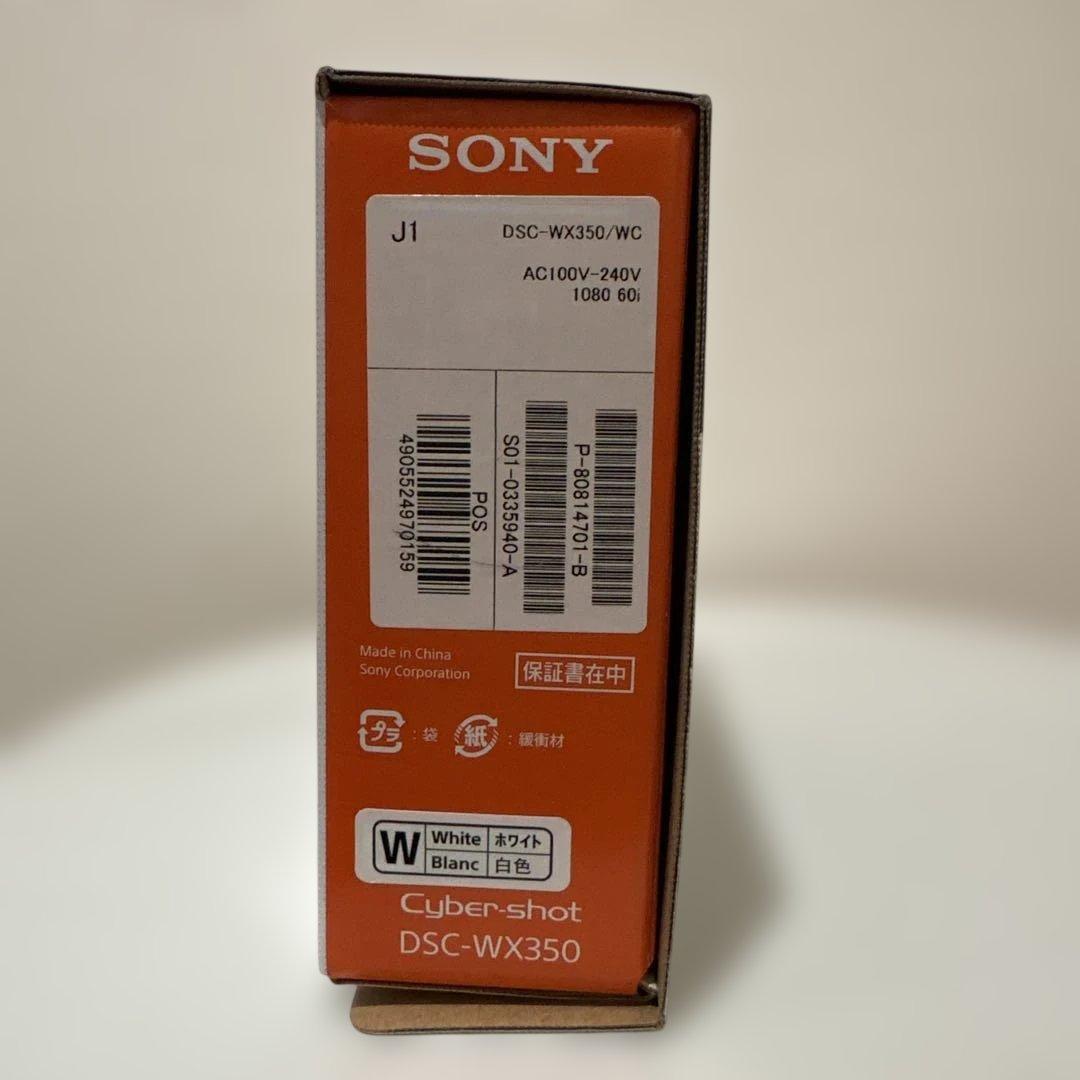 SONY
J1
DSC-WX350/WC
AC100V-240V
1080 60i
4905524970159
POS
S01-0335940-A
P-80814701-B
Made in China
Sony Corporation
保証書在中
プラ : 袋
紙 : 緩衝材
W
White ホワイト
Blanc 白色
Cyber-shot
DSC-WX350